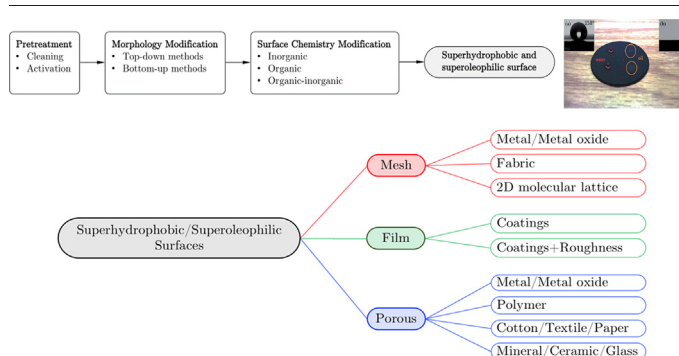 Pretreatment
• Cleaning
• Activation
Morphology Modification
• Top-down methods
• Bottom-up methods
Surface Chemistry Modification
• Inorganic
• Organic
• Organic-inorganic
Superhydrophobic and
superoleophilic surface
(a)
(b)
Superhydrophobic/Superoleophilic
Surfaces
Mesh
Metal/Metal oxide
Fabric
2D molecular lattice
Film
Coatings
Coatings+Roughness
Porous
Metal/Metal oxide
Polymer
Cotton/Textile/Paper
Mineral/Ceramic/Glass